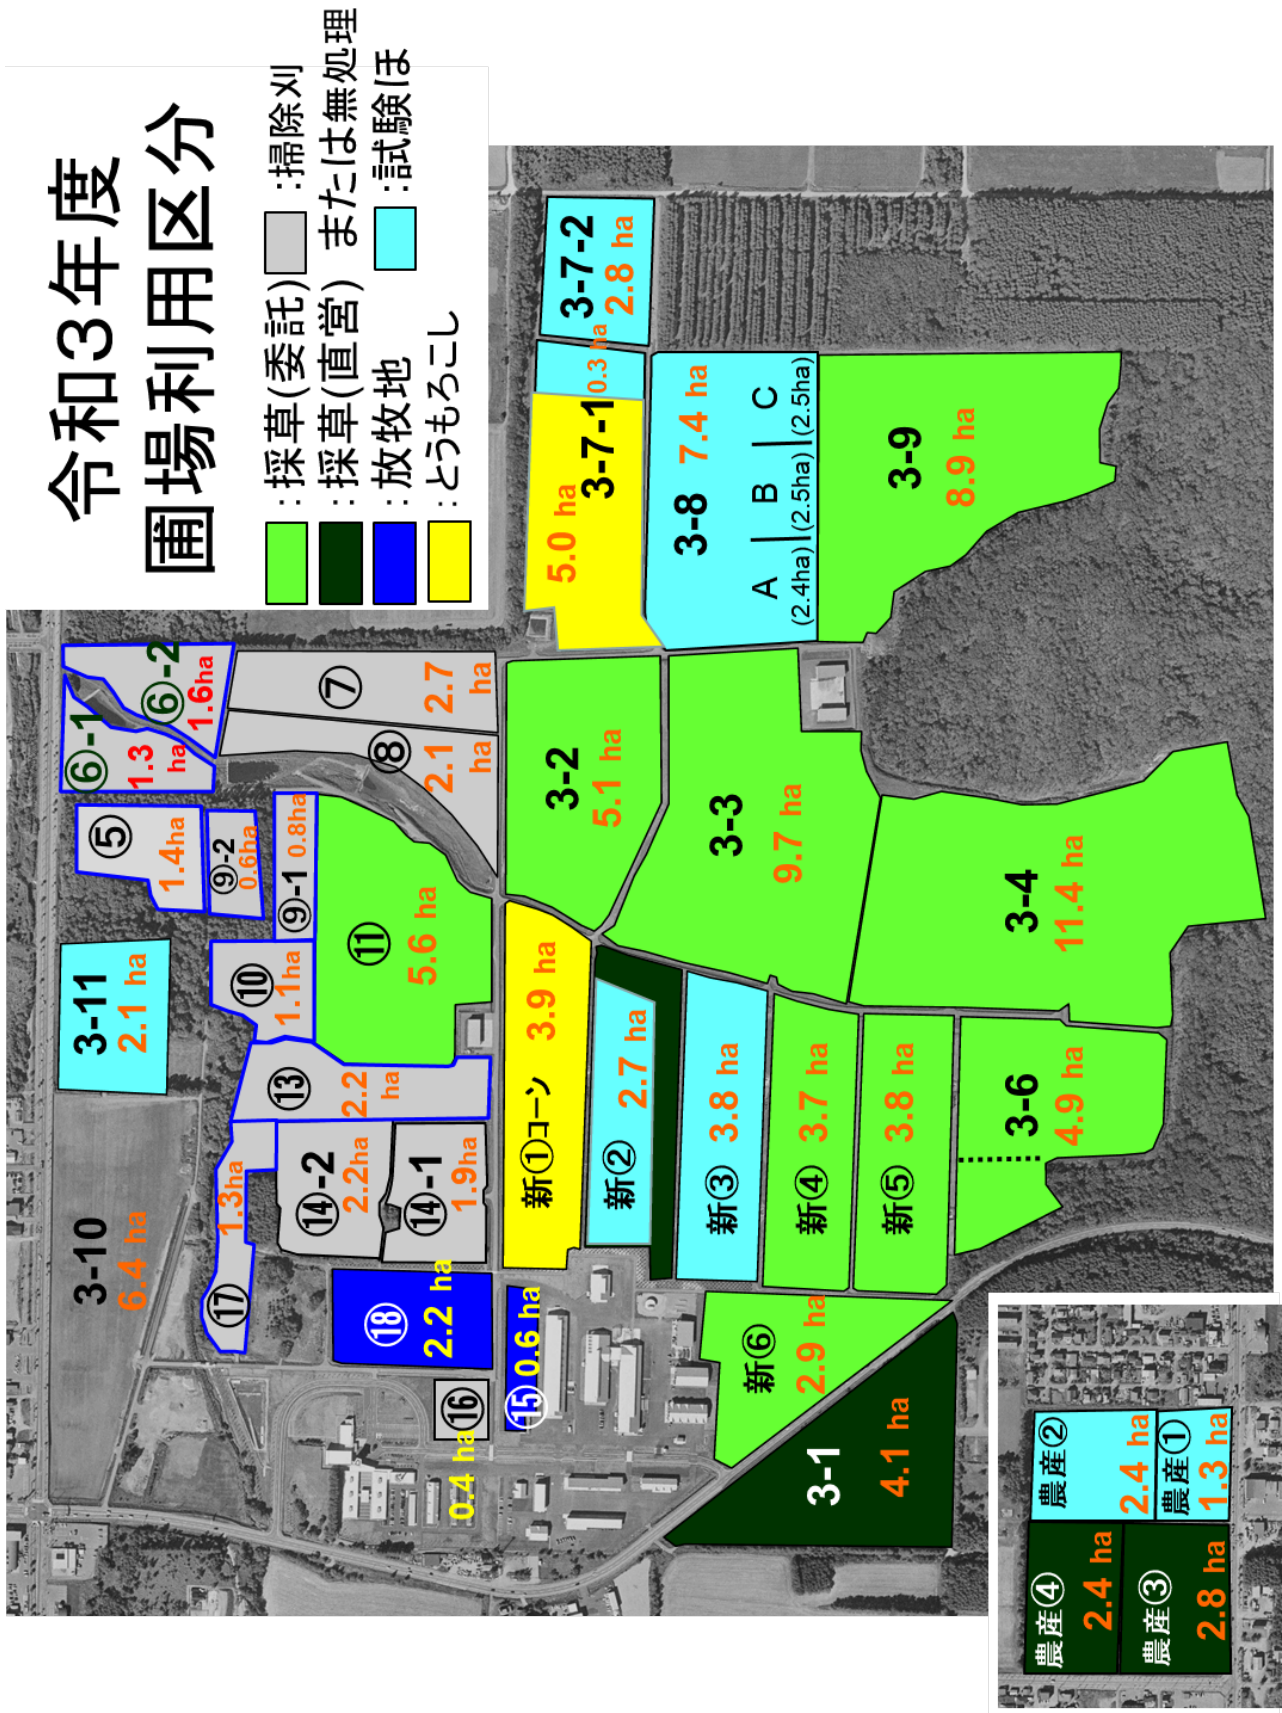 令和3年度
圃場利用区分
:採草(委託)
:掃除刈
:採草(直営)
または無処理
:放牧地
:試験ほ
:とうもろこし
⑥-1
1.3
ha
⑥-2
1.6ha
⑤
1.4ha
⑨-2
0.6ha
⑨-1 0.8ha
⑦
2.7
ha
⑧
2.1
ha
3-11
2.1 ha
⑩
1.1ha
⑪
5.6 ha
⑬
2.2
ha
3-10
6.4 ha
⑰
1.3ha
⑭-2
2.2ha
⑭-1
1.9ha
⑱
2.2 ha
⑯
0.4 ha
⑮ 0.6 ha
3-7-2
2.8 ha
0.3 ha
3-7-1
5.0 ha
3-8 7.4 ha
A | B | C
(2.4ha) (2.5ha) (2.5ha)
3-9
8.9 ha
3-2
5.1 ha
3-3
9.7 ha
3-4
11.4 ha
新①コーン 3.9 ha
新② 2.7 ha
新③ 3.8 ha
新④ 3.7 ha
新⑤ 3.8 ha
3-6
4.9 ha
新⑥
2.9 ha
3-1
4.1 ha
農産④
2.4 ha
農産②
2.4 ha
農産③
2.8 ha
農産①
1.3 ha